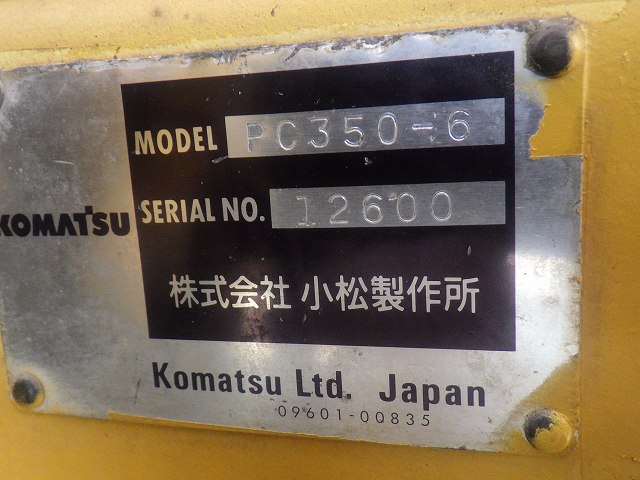 MODEL PC350-6
SERIAL NO. 12600
KOMATSU
株式会社 小松製作所
Komatsu Ltd. Japan
09601-00835